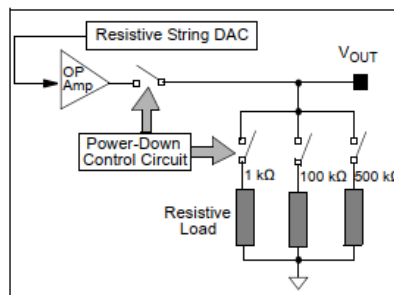 Resistive String DAC
VOUT
OP
Amp
Power-Down
Control Circuit
1 kΩ
100 kΩ
500 kΩ
Resistive
Load